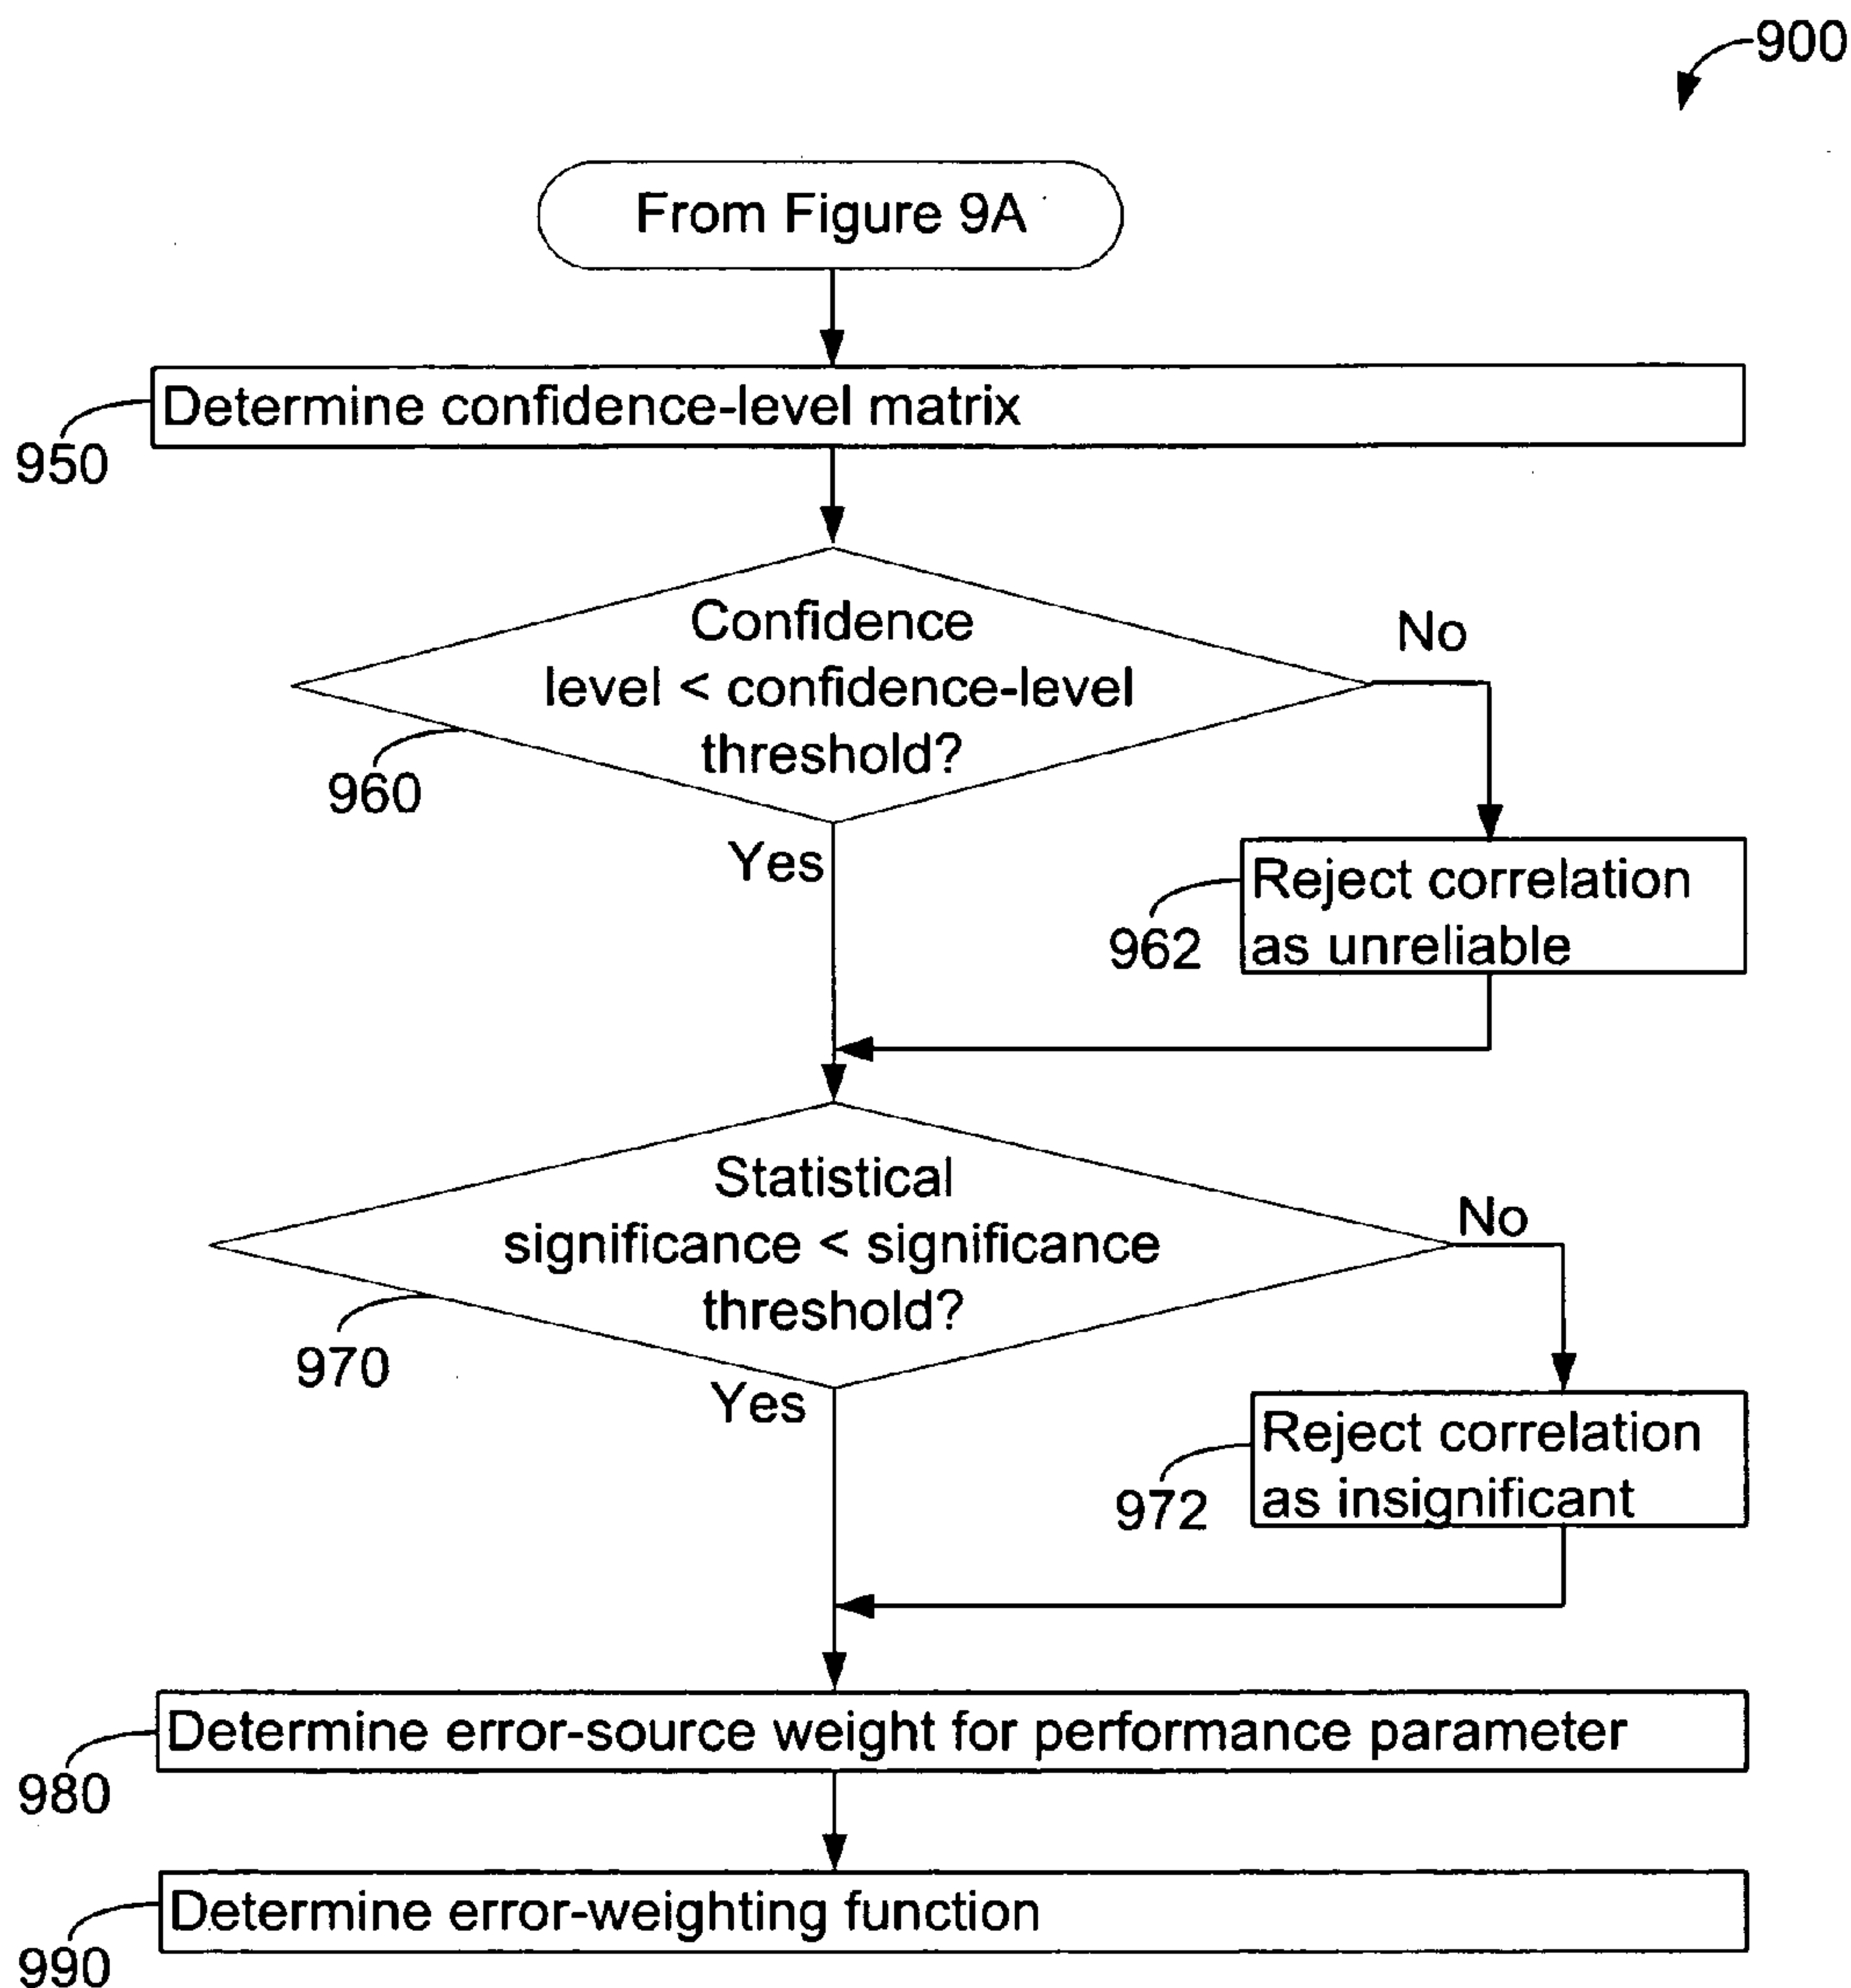 900
From Figure 9A
Determine confidence-level matrix
950
Confidence
level < confidence-level
threshold?
No
960
Yes
Reject correlation
as unreliable
962
Statistical
significance < significance
threshold?
No
970
Yes
Reject correlation
as insignificant
972
Determine error-source weight for performance parameter
980
Determine error-weighting function
990